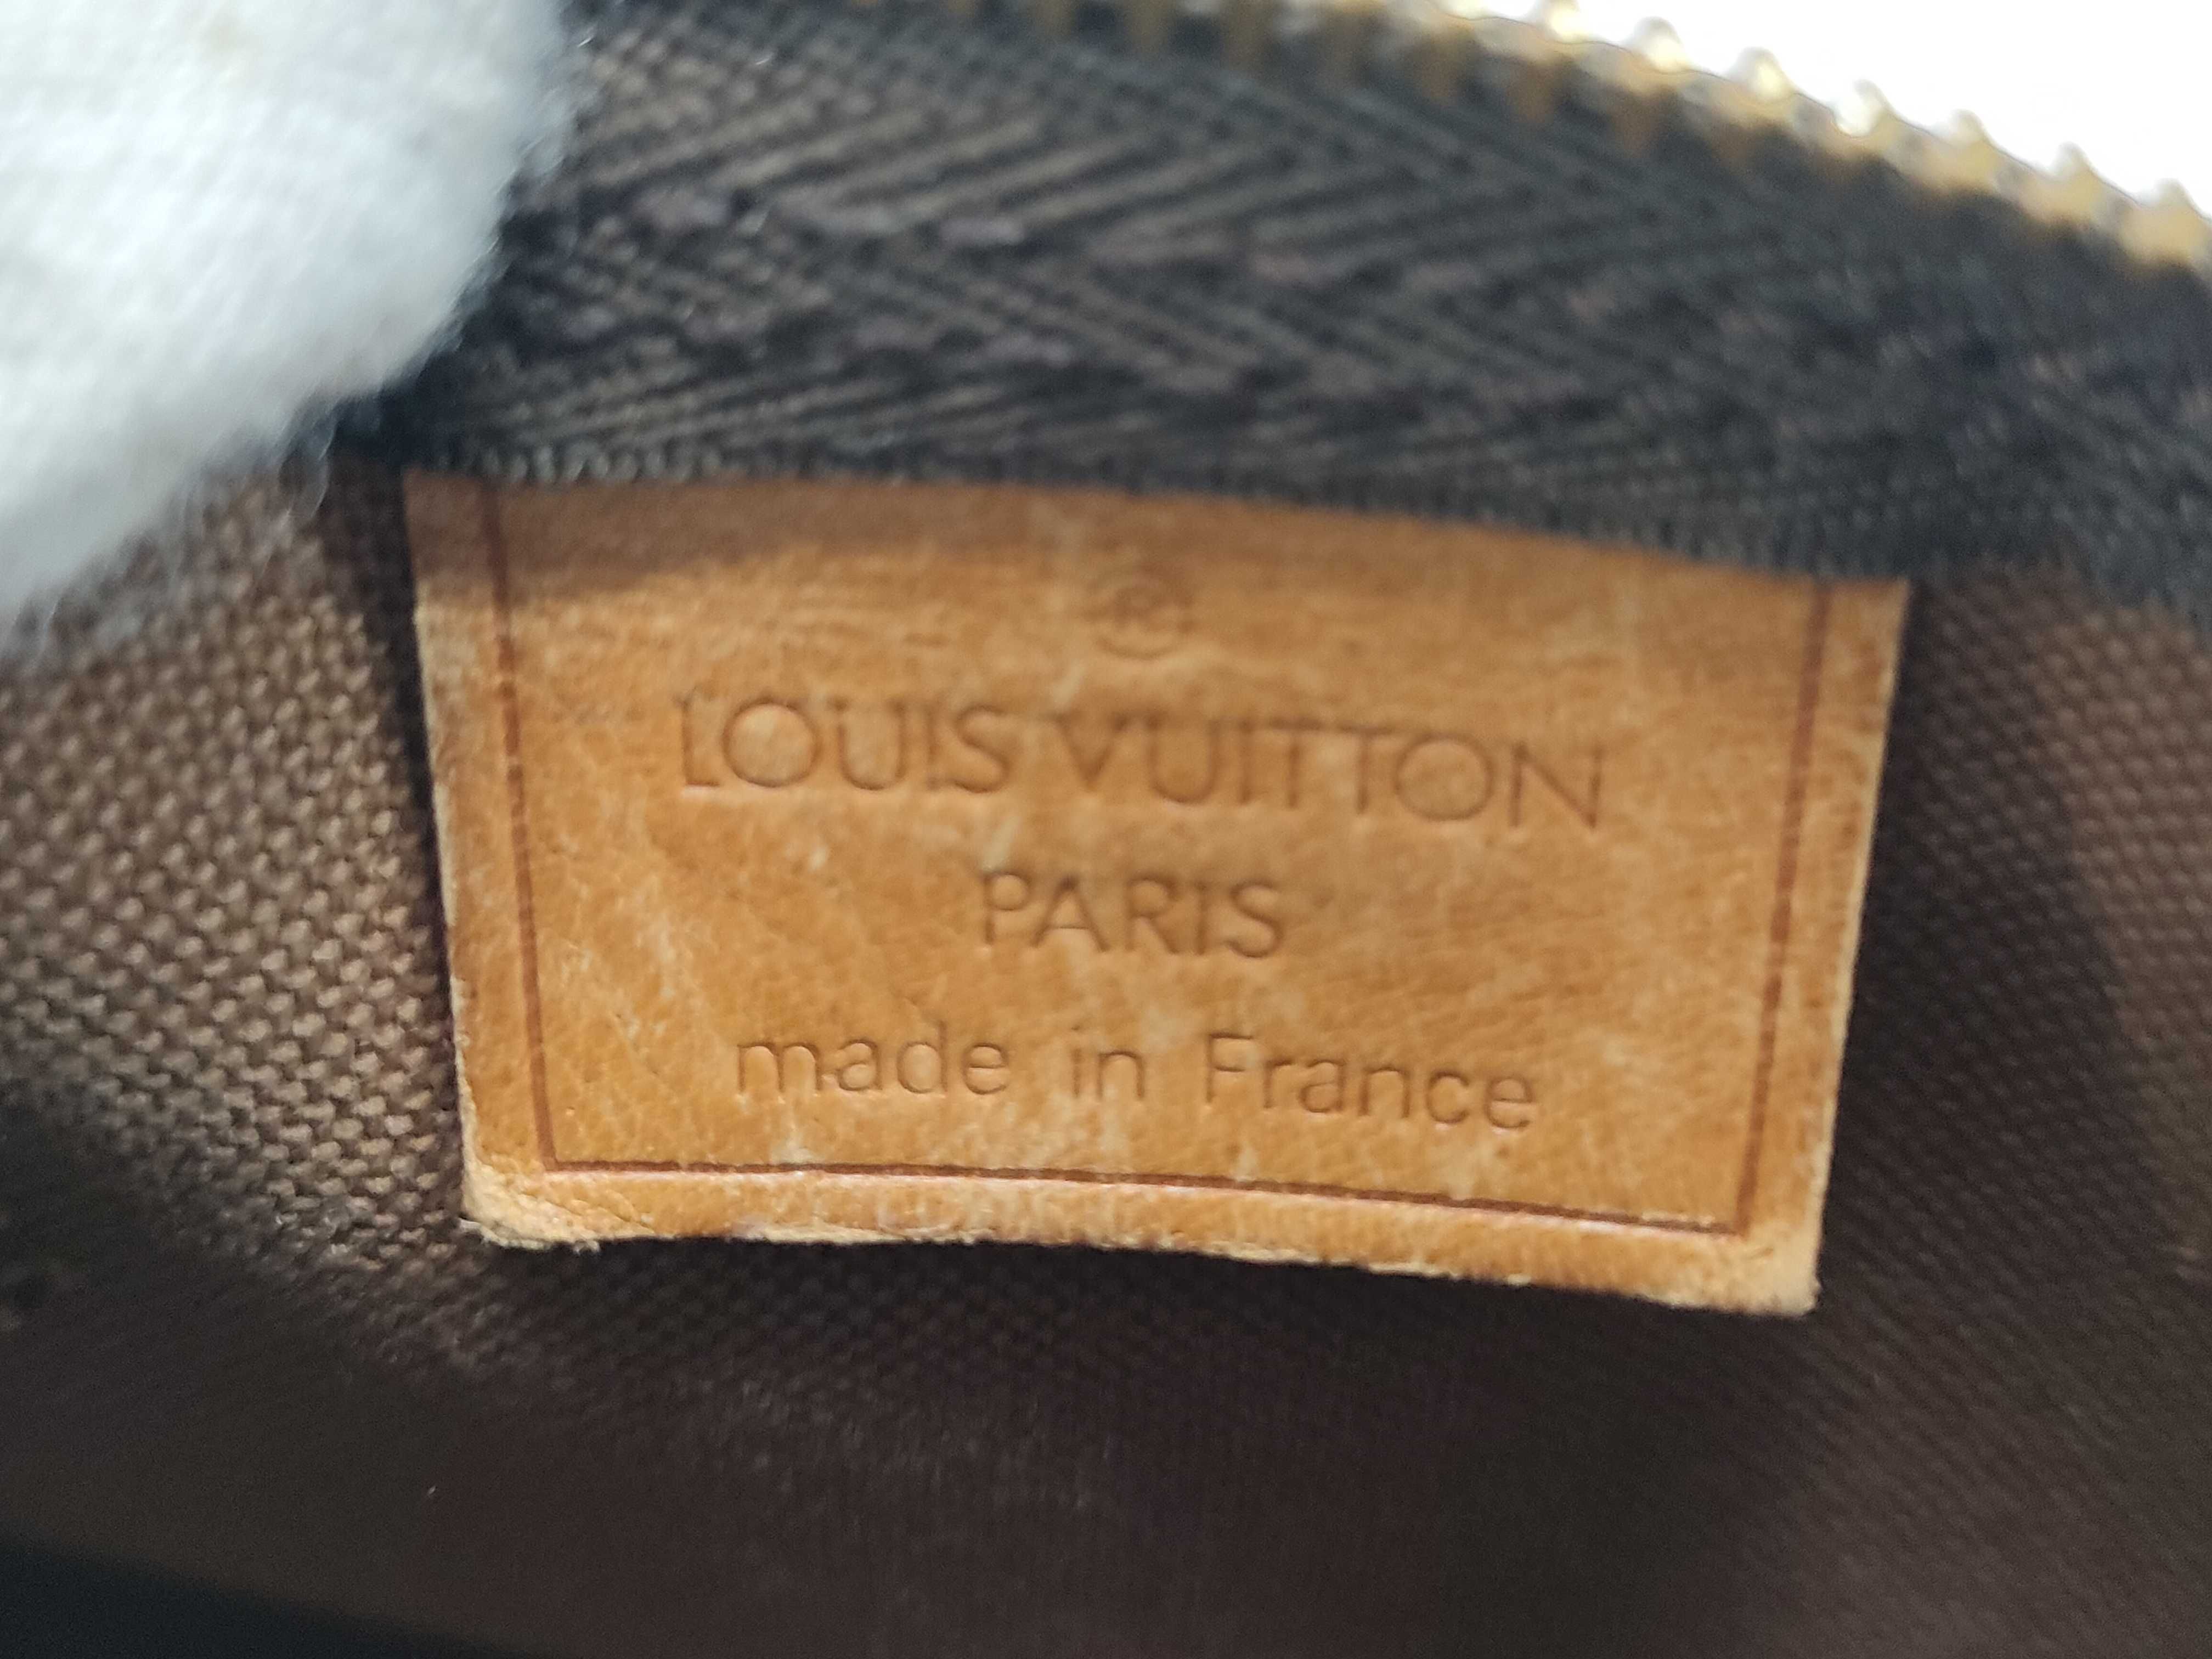 ®
LOUIS VUITTON
PARIS
made in France